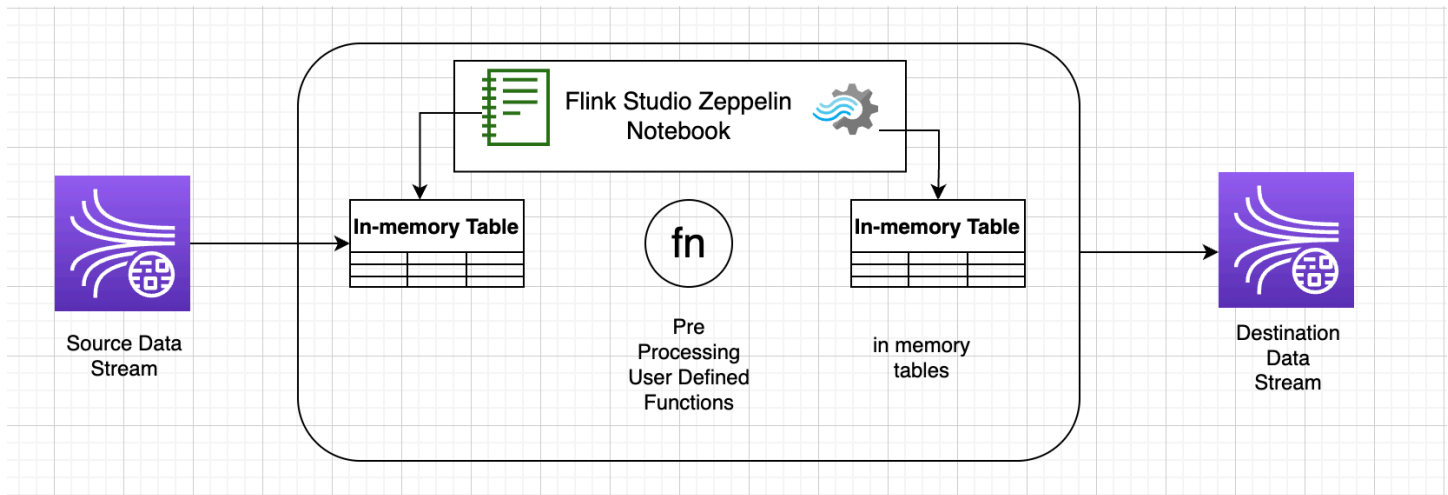 Flink Studio Zeppelin
Notebook
In-memory Table
fn
In-memory Table
Source Data
Stream
Pre
Processing
User Defined
Functions
in memory
tables
Destination
Data
Stream